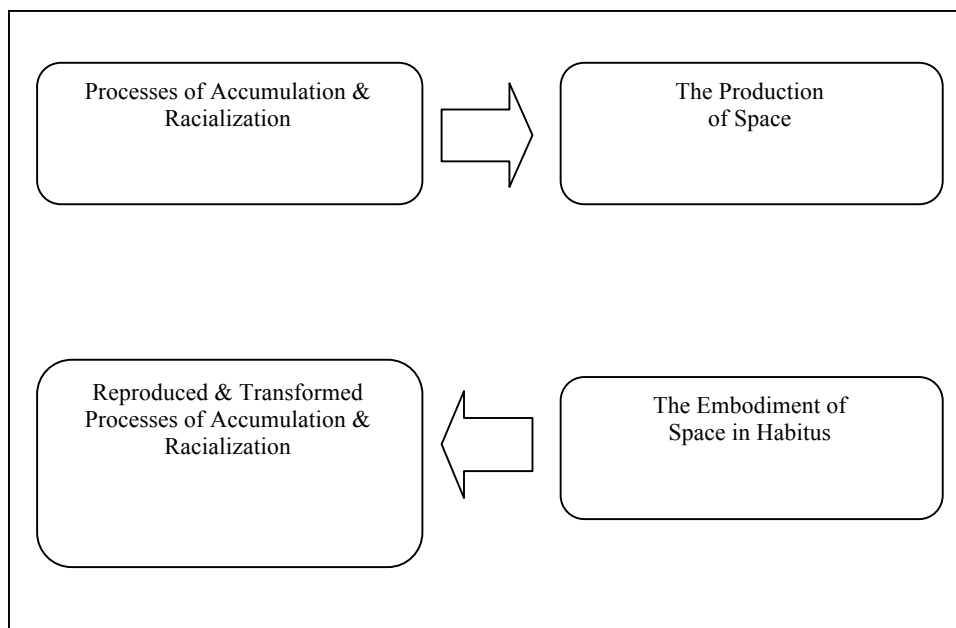 Processes of Accumulation &
Racialization
The Production
of Space
Reproduced & Transformed
Processes of Accumulation &
Racialization
The Embodiment of
Space in Habitus